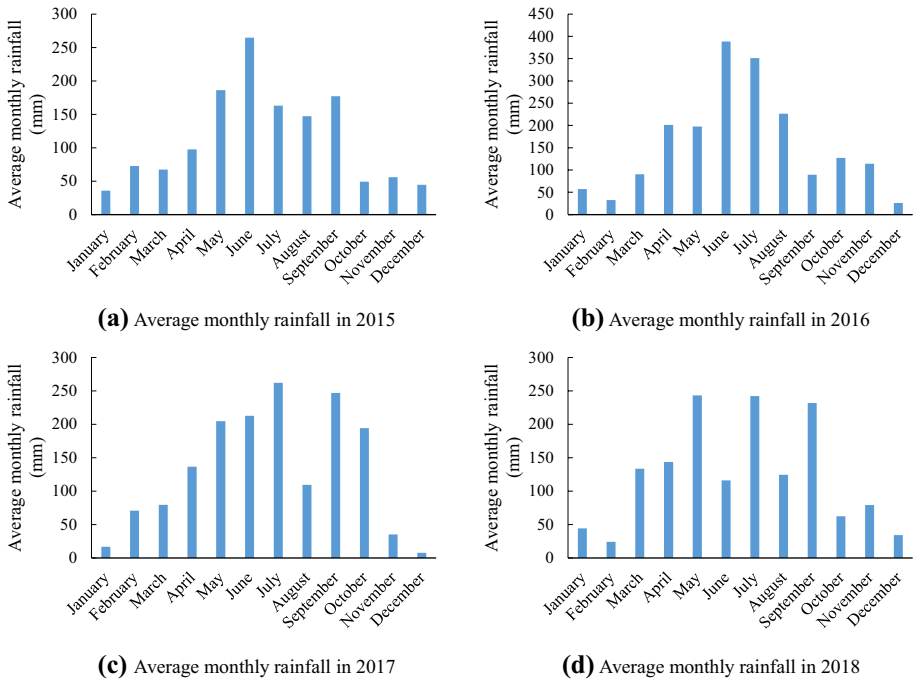 Average monthly rainfall
(mm)
300
250
200
150
100
50
0
January
February
March
April
May
June
July
August
September
October
November
December
(a) Average monthly rainfall in 2015
Average monthly rainfall
(mm)
450
400
350
300
250
200
150
100
50
0
January
February
March
April
May
June
July
August
September
October
November
December
(b) Average monthly rainfall in 2016
Average monthly rainfall
(mm)
300
250
200
150
100
50
0
January
February
March
April
May
June
July
August
September
October
November
December
(c) Average monthly rainfall in 2017
Average monthly rainfall
(mm)
300
250
200
150
100
50
0
January
February
March
April
May
June
July
August
September
October
November
December
(d) Average monthly rainfall in 2018